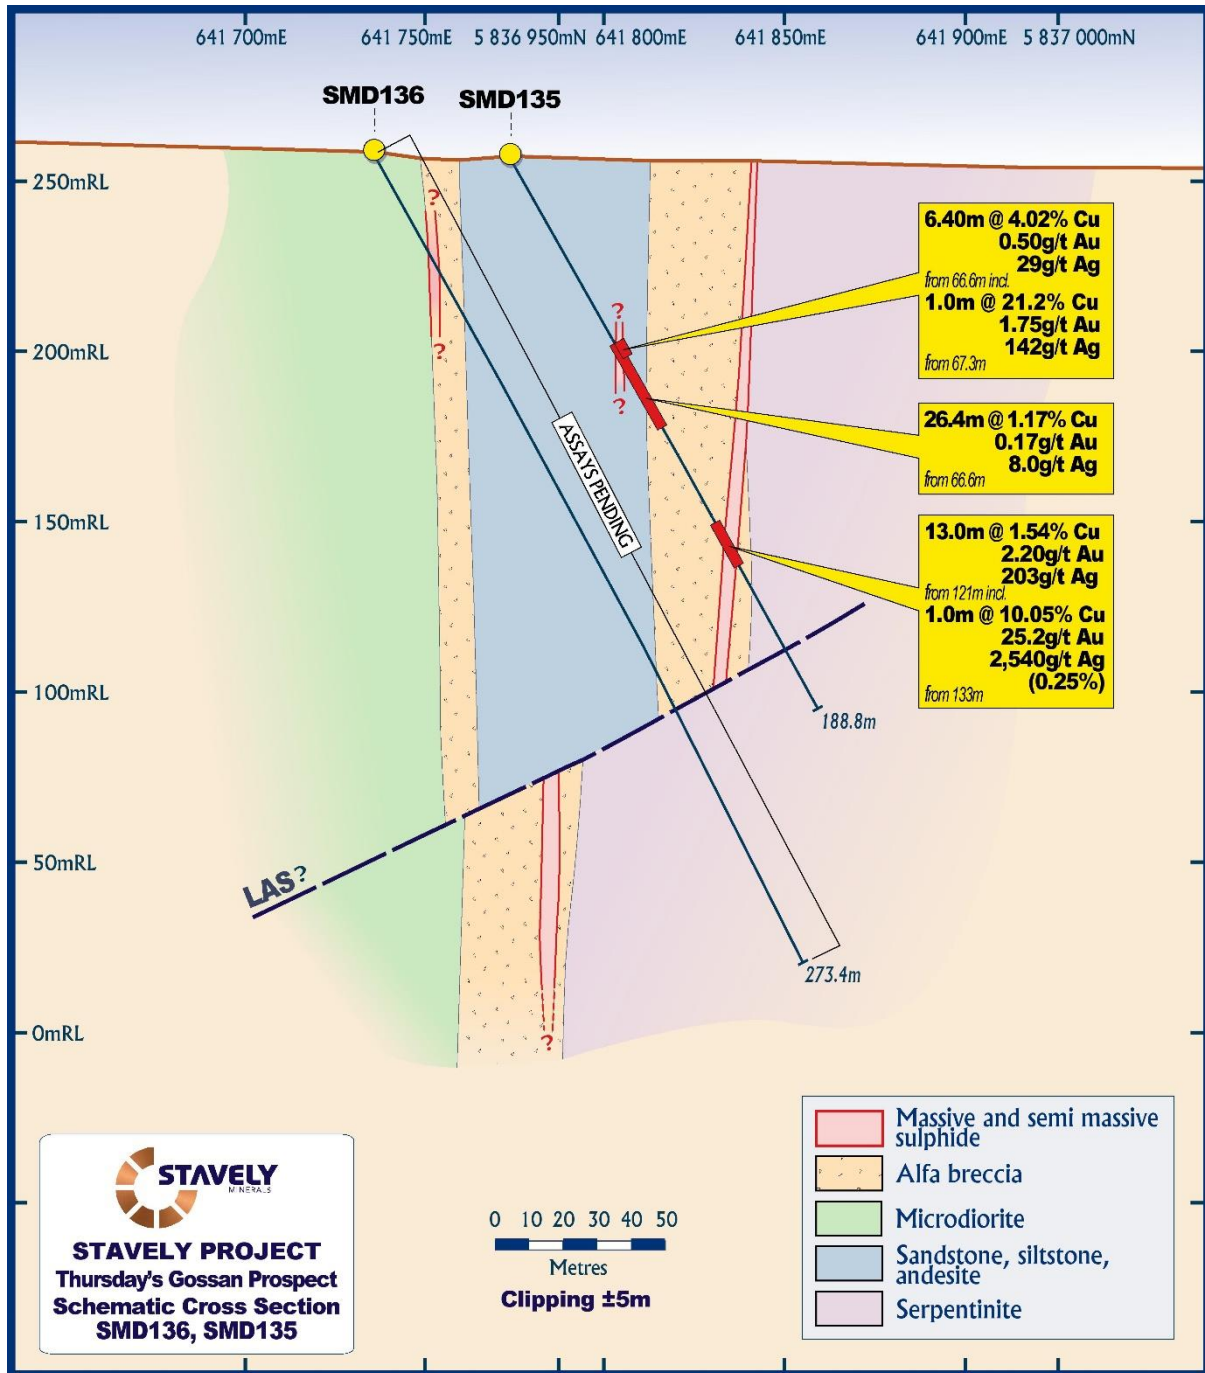 641 700mE 641 750mE 5 836 950mN 641 800mE 641 850mE 641 900mE 5 837 000mN
SMD136 SMD135
250mRL
200mRL
150mRL
100mRL
50mRL
0mRL
?
?
?
?
?
ASSAYS PENDING
LAS?
188.8m
273.4m
6.40m @ 4.02% Cu
0.50g/t Au
29g/t Ag
from 66.6m incl.
1.0m @ 21.2% Cu
1.75g/t Au
142g/t Ag
from 67.3m
26.4m @ 1.17% Cu
0.17g/t Au
8.0g/t Ag
from 66.6m
13.0m @ 1.54% Cu
2.20g/t Au
203g/t Ag
from 121m incl.
1.0m @ 10.05% Cu
25.2g/t Au
2,540g/t Ag
(0.25%)
from 133m
STAVELY
MINERALS
STAVELY PROJECT
Thursday's Gossan Prospect
Schematic Cross Section
SMD136, SMD135
0 10 20 30 40 50
Metres
Clipping ±5m
Massive and semi massive
sulphide
Alfa breccia
Microdiorite
Sandstone, siltstone,
andesite
Serpentinite